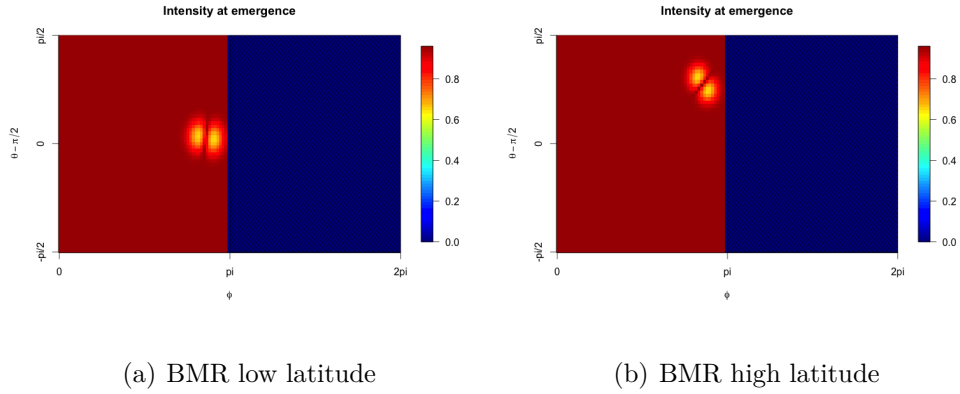 Intensity at emergence
pi/2
0
-pi/2
θ − π/2
0
pi
2pi
ϕ
0.8
0.6
0.4
0.2
0.0
Intensity at emergence
pi/2
0
-pi/2
θ − π/2
0
pi
2pi
ϕ
0.8
0.6
0.4
0.2
0.0
(a) BMR low latitude
(b) BMR high latitude